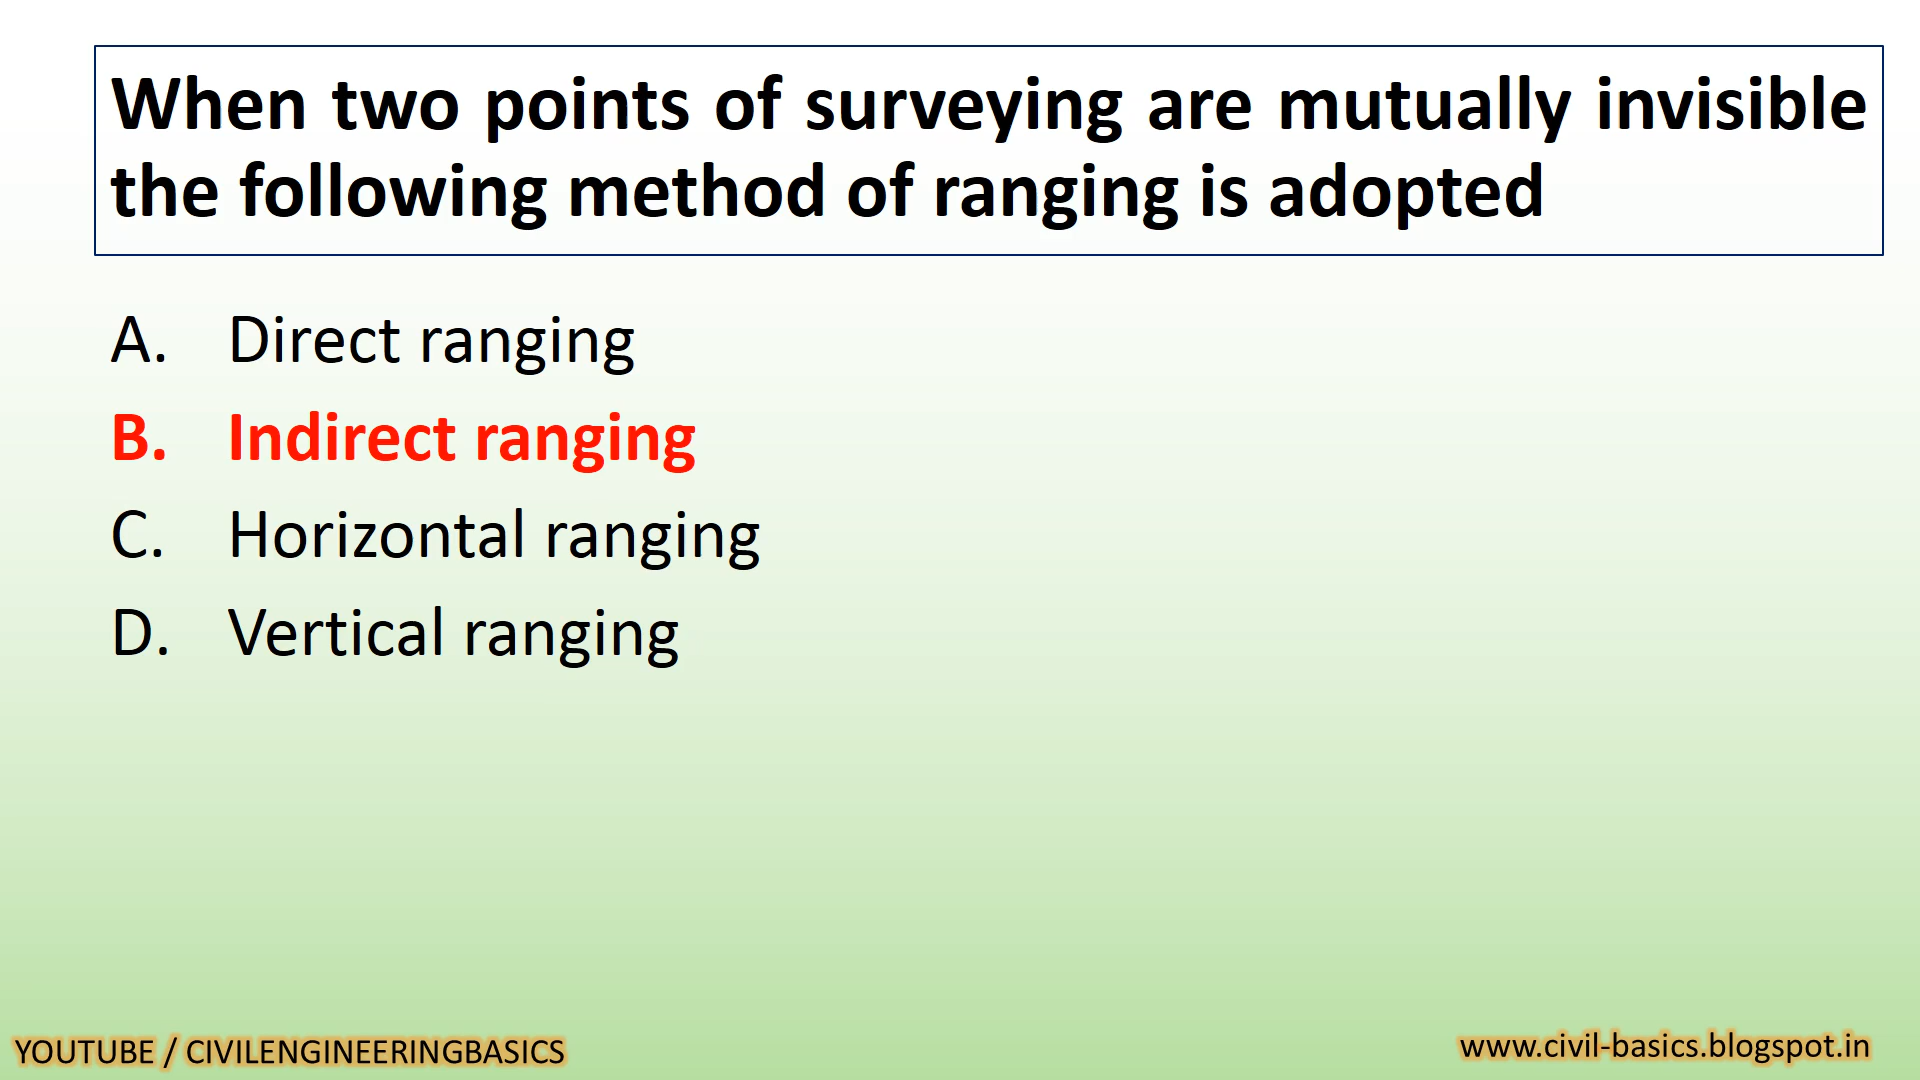 When two points of surveying are mutually invisible
the following method of ranging is adopted
A. Direct ranging
B. Indirect ranging
C. Horizontal ranging
D. Vertical ranging
YOUTUBE / CIVILENGINEERINGBASICS
www.civil-basics.blogspot.in